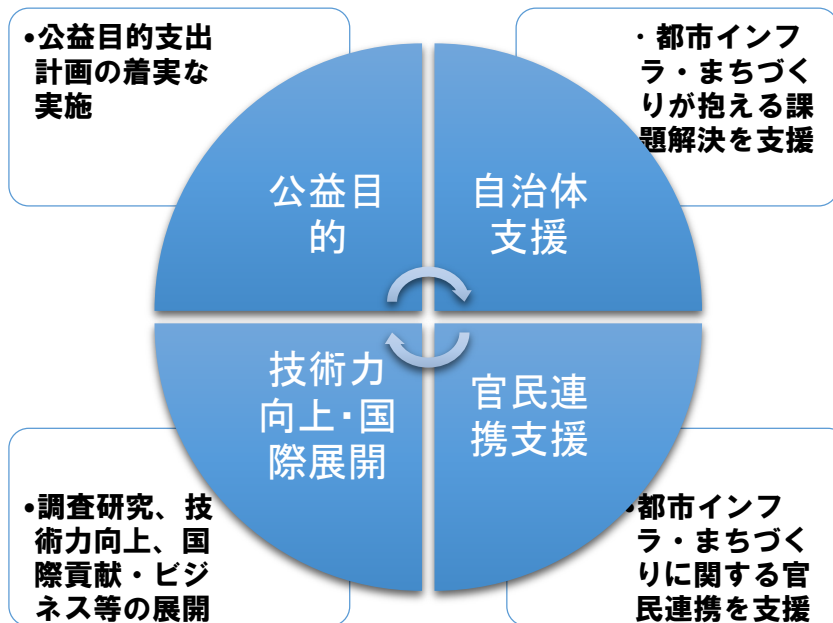 •公益目的支出
計画の着実な
実施
・都市インフ
ラ・まちづく
りが抱える課
題解決を支援
公益目
的
自治体
支援
技術力
向上・国
際展開
官民連
携支援
•調査研究、技
術力向上、国
際貢献・ビジ
ネス等の展開
•都市インフ
ラ・まちづく
りに関する官
民連携を支援